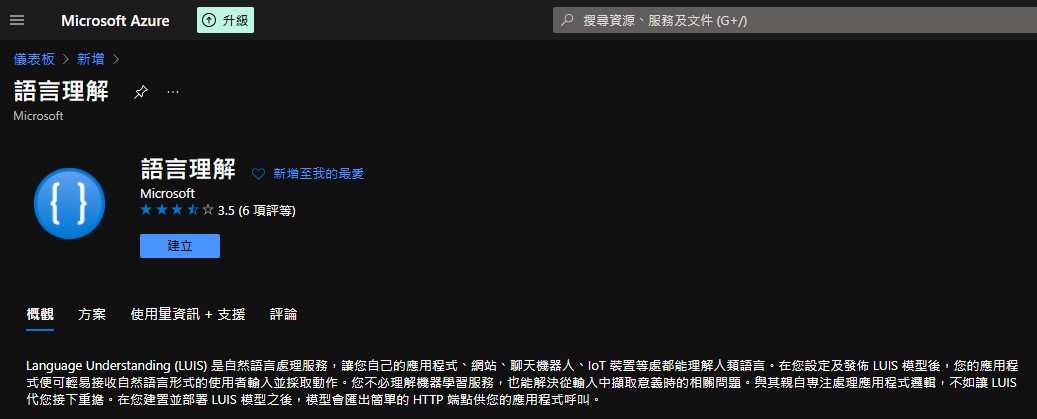 Microsoft Azure
升級
搜尋資源、服務及文件 (G+/)
儀表板 > 新增 >
語言理解
...
Microsoft
{ }
語言理解
新增至我的最愛
Microsoft
3.5 (6 項評等)
建立
概觀 方案 使用量資訊 + 支援 評論
Language Understanding (LUIS) 是自然語言處理服務，讓您自己的應用程式、網站、聊天機器人、IoT 裝置等處都能理解人類語言。在您設定及發佈 LUIS 模型後，您的應用程
式便可輕易接收自然語言形式的使用者輸入並採取動作。您不必理解機器學習服務，也能解決從輸入中擷取意義時的相關問題。與其親自專注處理應用程式邏輯，不如讓 LUIS
代您接下重擔。在您建置並部署 LUIS 模型之後，模型會匯出簡單的 HTTP 端點供您的應用程式呼叫。